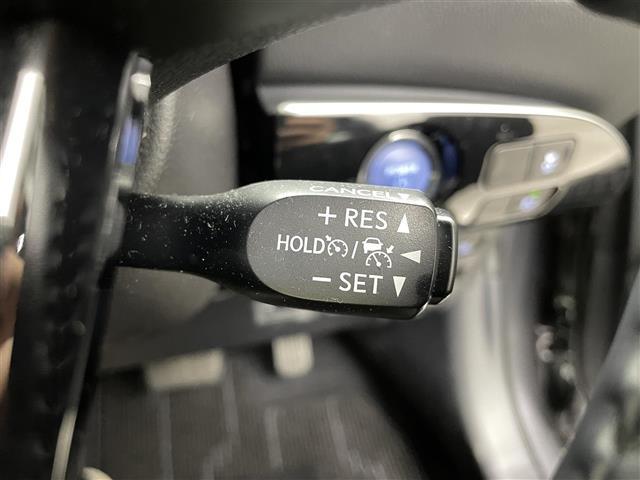 CANCEL
+ RES ▲
HOLD / ◀
− SET ▼